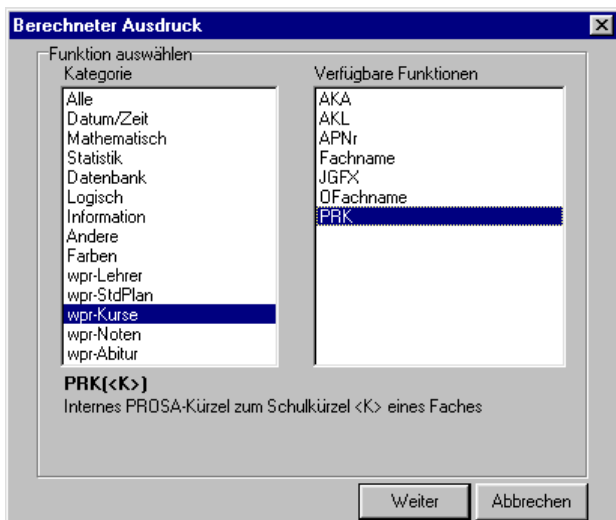 Berechneter Ausdruck
Funktion auswählen
Kategorie
Alle
Datum/Zeit
Mathematisch
Statistik
Datenbank
Logisch
Information
Andere
Farben
wpr-Lehrer
wpr-StdPlan
wpr-Kurse
wpr-Noten
wpr-Abitur
Verfügbare Funktionen
AKA
AKL
APNr
Fachname
JGFX
OFachname
PRK
PRK(<K>)
Internes PROSA-Kürzel zum Schulkürzel <K> eines Faches
Weiter
Abbrechen